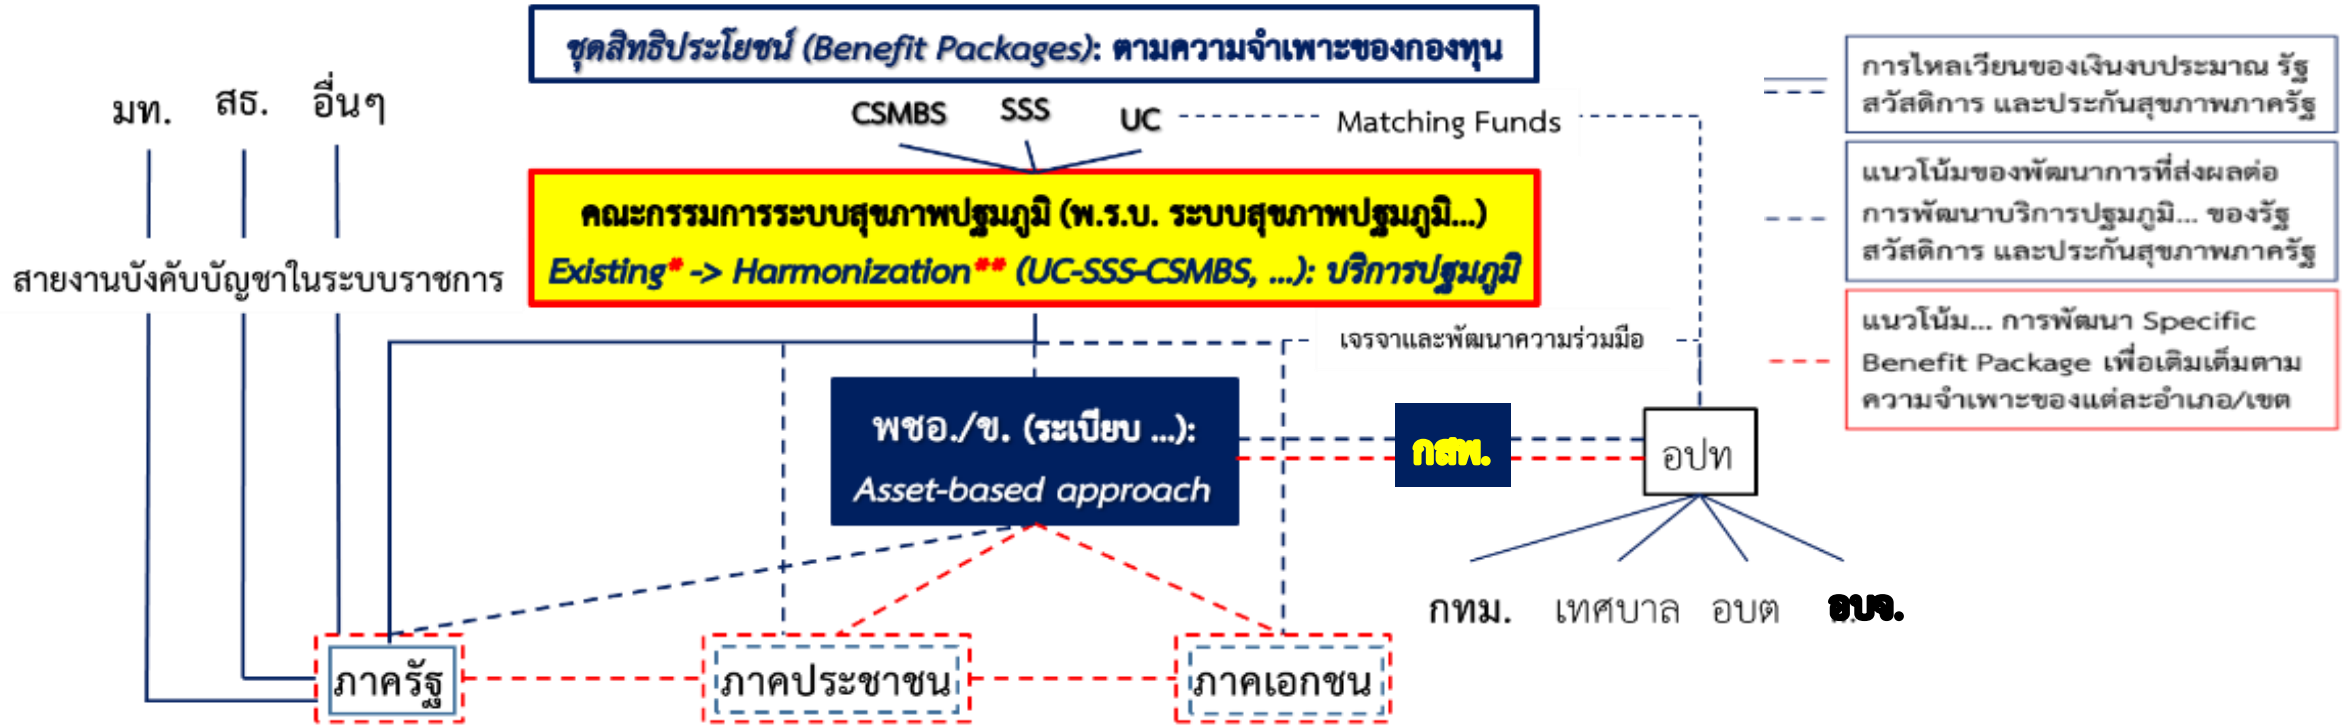 ชุดสิทธิประโยชน์ (Benefit Packages): ตามความจำเพาะของกองทุน
มท. สธ. อื่นๆ
CSMBS SSS UC Matching Funds
คณะกรรมการระบบสุขภาพปฐมภูมิ (พ.ร.บ. ระบบสุขภาพปฐมภูมิ...)
Existing* -> Harmonization** (UC-SSS-CSMBS, ...): บริการปฐมภูมิ
สายงานบังคับบัญชาในระบบราชการ
การไหลเวียนของเงินงบประมาณ รัฐ
สวัสดิการ และประกันสุขภาพภาครัฐ
แนวโน้มของพัฒนาการที่ส่งผลต่อ
การพัฒนาบริการปฐมภูมิ... ของรัฐ
สวัสดิการ และประกันสุขภาพภาครัฐ
แนวโน้ม... การพัฒนา Specific
Benefit Package เพื่อเติมเต็มตาม
ความจำเพาะของแต่ละอำเภอ/เขต
เจรจาและพัฒนาความร่วมมือ
พชอ./ข. (ระเบียบ ...):
Asset-based approach
กสพ.
อปท
กทม. เทศบาล อบต อบจ.
ภาครัฐ ภาคประชาชน ภาคเอกชน